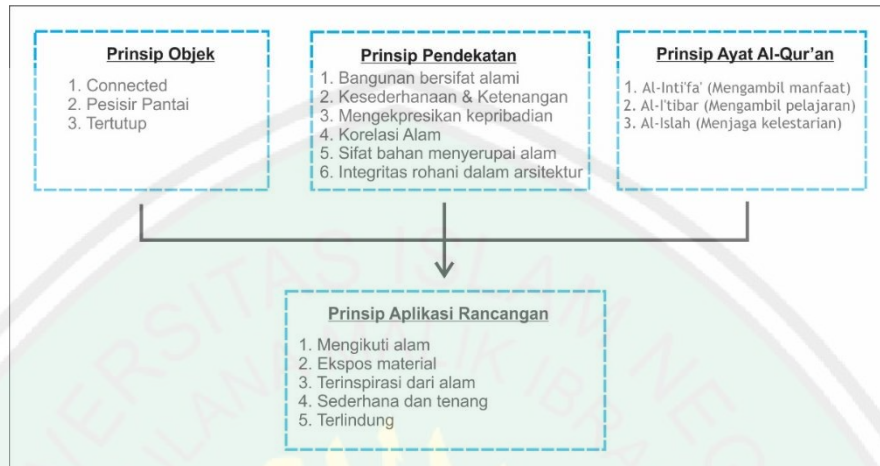 Prinsip Objek
1. Connected
2. Pesisir Pantai
3. Tertutup
Prinsip Pendekatan
1. Bangunan bersifat alami
2. Kesederhanaan & Ketenangan
3. Mengekpresikan kepribadian
4. Korelasi Alam
5. Sifat bahan menyerupai alam
6. Integritas rohani dalam arsitektur
Prinsip Ayat Al-Qur'an
1. Al-Inti'fa' (Mengambil manfaat)
2. Al-I'tibar (Mengambil pelajaran)
3. Al-Islah (Menjaga kelestarian)
Prinsip Aplikasi Rancangan
1. Mengikuti alam
2. Ekspos material
3. Terinspirasi dari alam
4. Sederhana dan tenang
5. Terlindung